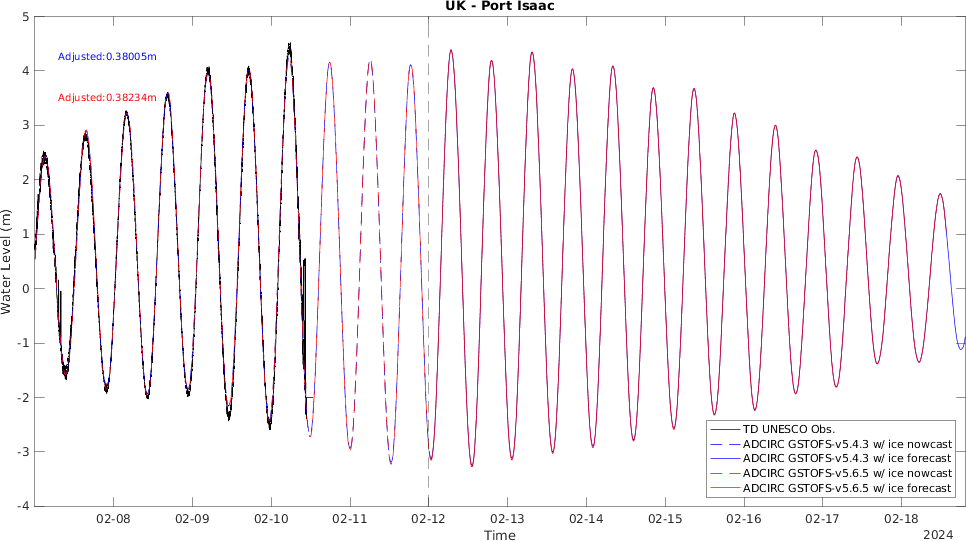 UK - Port Isaac
5
4
3
2
1
0
-1
-2
-3
-4
Water Level (m)
Adjusted:0.38005m
Adjusted:0.38234m
TD UNESCO Obs.
ADCIRC GSTOFS-v5.4.3 w/ ice nowcast
ADCIRC GSTOFS-v5.4.3 w/ ice forecast
ADCIRC GSTOFS-v5.6.5 w/ ice nowcast
ADCIRC GSTOFS-v5.6.5 w/ ice forecast
02-08 02-09 02-10 02-11 02-12 02-13 02-14 02-15 02-16 02-17 02-18
Time
2024